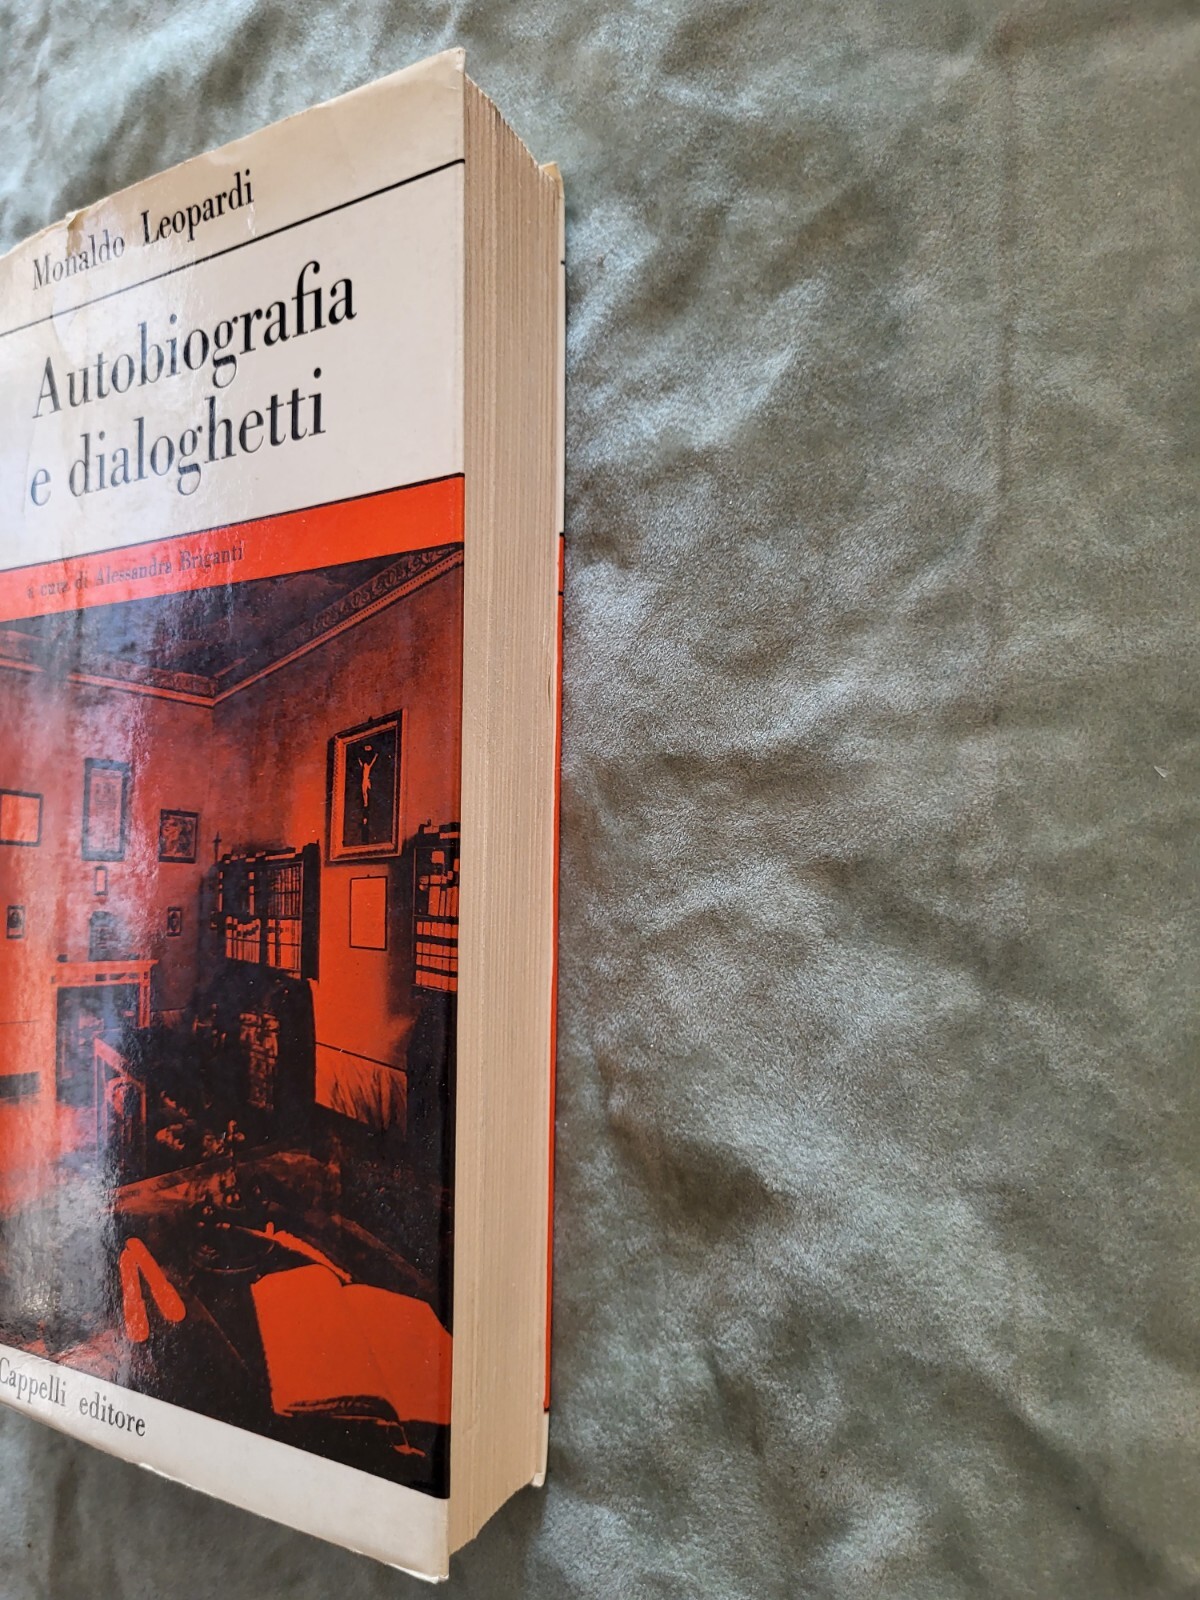 Monaldo Leopardi
Autobiografia
e dialoghetti
a cura di Alessandra Briganti
Cappelli editore